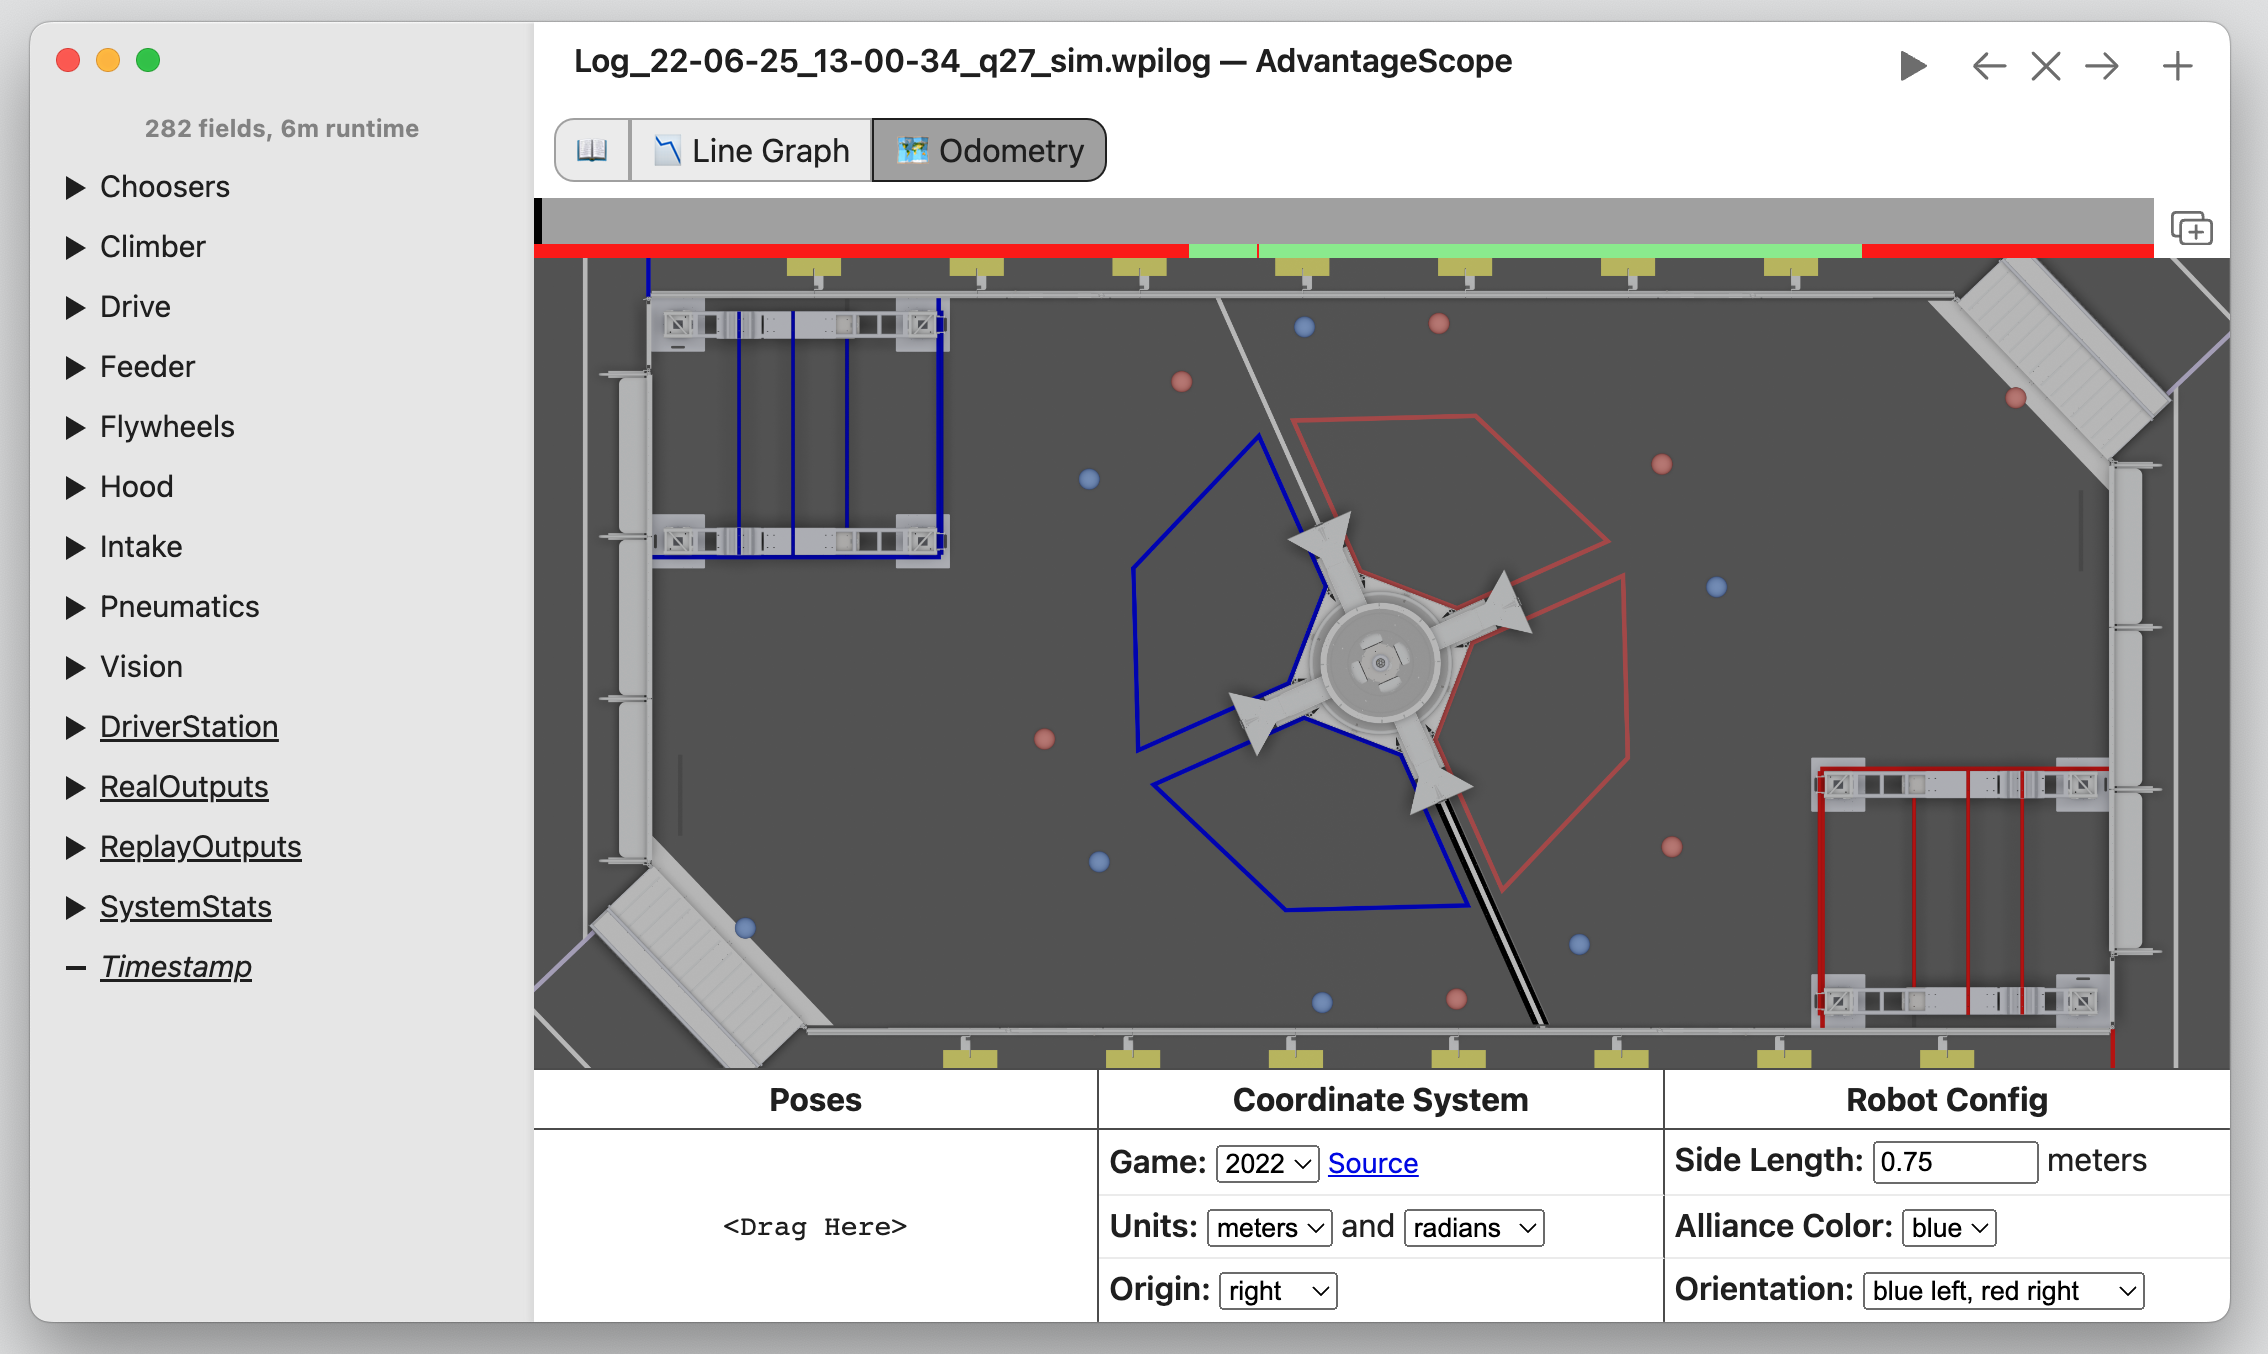 Log_22-06-25_13-00-34_q27_sim.wpilog — AdvantageScope
282 fields, 6m runtime
Choosers
Climber
Drive
Feeder
Flywheels
Hood
Intake
Pneumatics
Vision
DriverStation
RealOutputs
ReplayOutputs
SystemStats
Timestamp
Line Graph
Odometry
Poses
<Drag Here>
Coordinate System
Game: 2022 Source
Units: meters and radians
Origin: right
Robot Config
Side Length: 0.75 meters
Alliance Color: blue
Orientation: blue left, red right